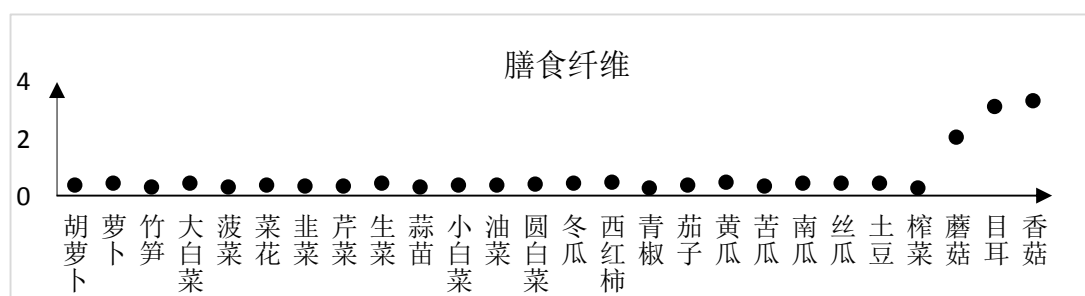 膳食纤维
4
2
0
胡萝卜
萝卜
竹笋
大白菜
菠菜
菜花
韭菜
芹菜
生菜
蒜苗
小白菜
油菜
圆白菜
冬瓜
西红柿
青椒
茄子
黄瓜
苦瓜
南瓜
丝瓜
土豆
榨菜
蘑菇
目耳
香菇